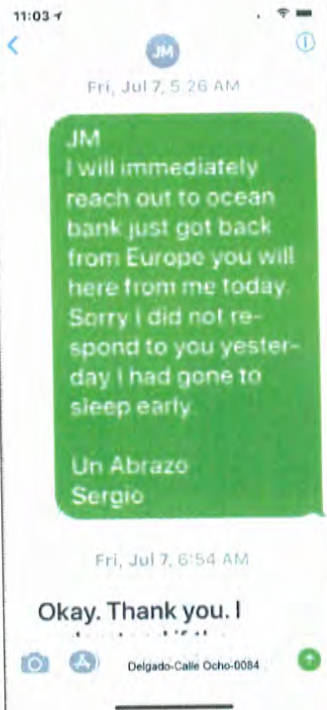 11:03
JM
Fri, Jul 7, 5:26 AM
JM
I will immediately
reach out to ocean
bank just got back
from Europe you will
here from me today.
Sorry I did not re-
spond to you yester-
day I had gone to
sleep early.
Un Abrazo
Sergio
Fri, Jul 7, 6:54 AM
Okay. Thank you. I
Delgado-Calle Ocho-0084